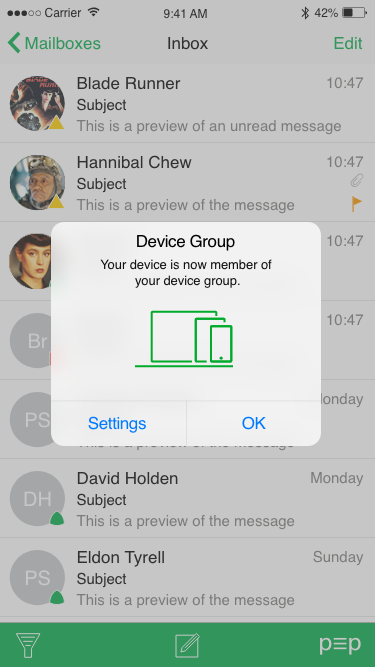 Carrier 9:41 AM 42%
Mailboxes Inbox Edit
Blade Runner 10:47
Subject
This is a preview of an unread message
Hannibal Chew 10:47
Subject
This is a preview of the message
10:47
Device Group
Your device is now member of
your device group.
10:47
Br
Monday
PS
Settings OK
This is a preview of the message
David Holden Monday
DH
Subject
This is a preview of the message
Eldon Tyrell Sunday
PS
Subject
This is a preview of the message
p≡p